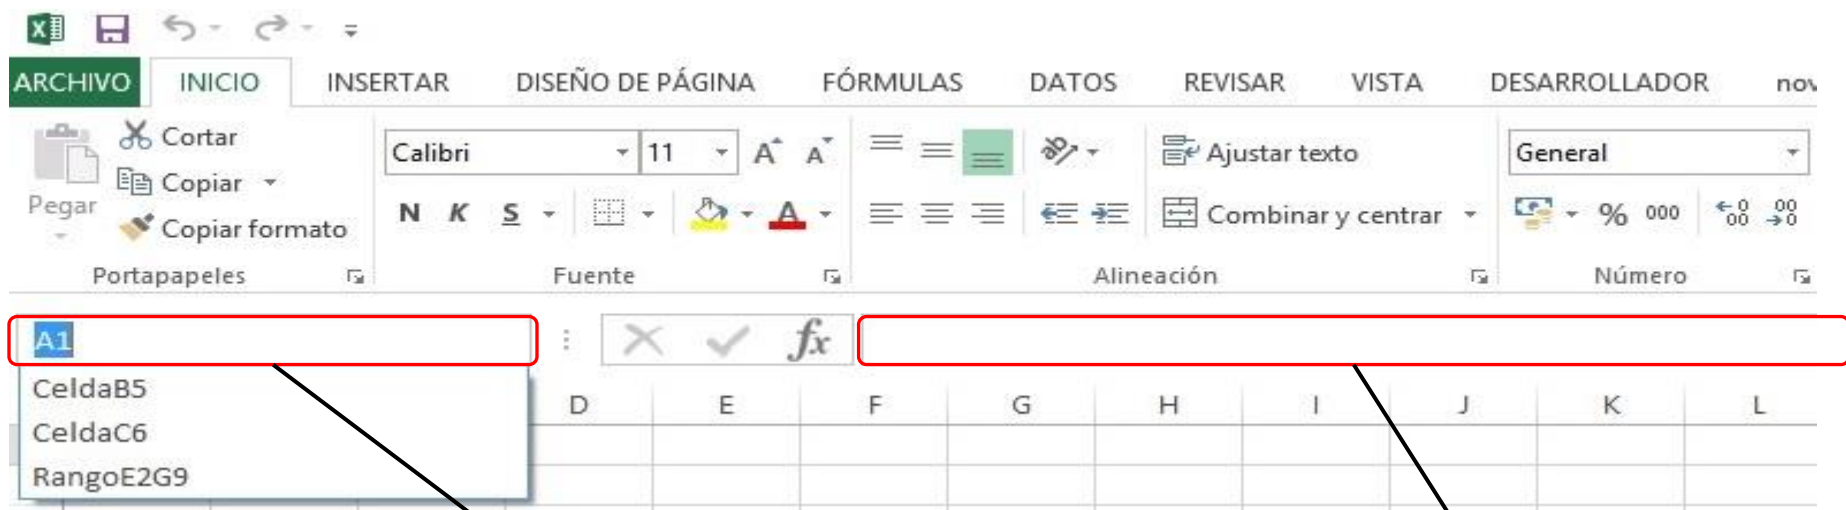 ARCHIVO INICIO INSERTAR DISEÑO DE PÁGINA FÓRMULAS DATOS REVISAR VISTA DESARROLLADOR nov
Cortar
Copiar
Copiar formato
Pegar
Portapapeles
Calibri 11 A A
N K S A
Fuente
Ajustar texto
Combinar y centrar
Alineación
General
% 000
Número
A1 fx
CeldaB5
CeldaC6
RangoE2G9
D E F G H I J K L